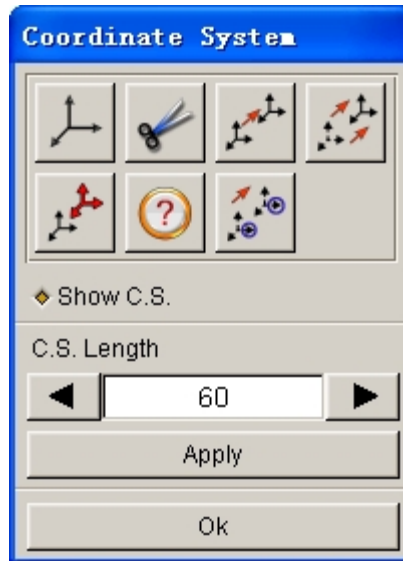 Coordinate System
?
Show C.S.
C.S. Length
60
Apply
Ok